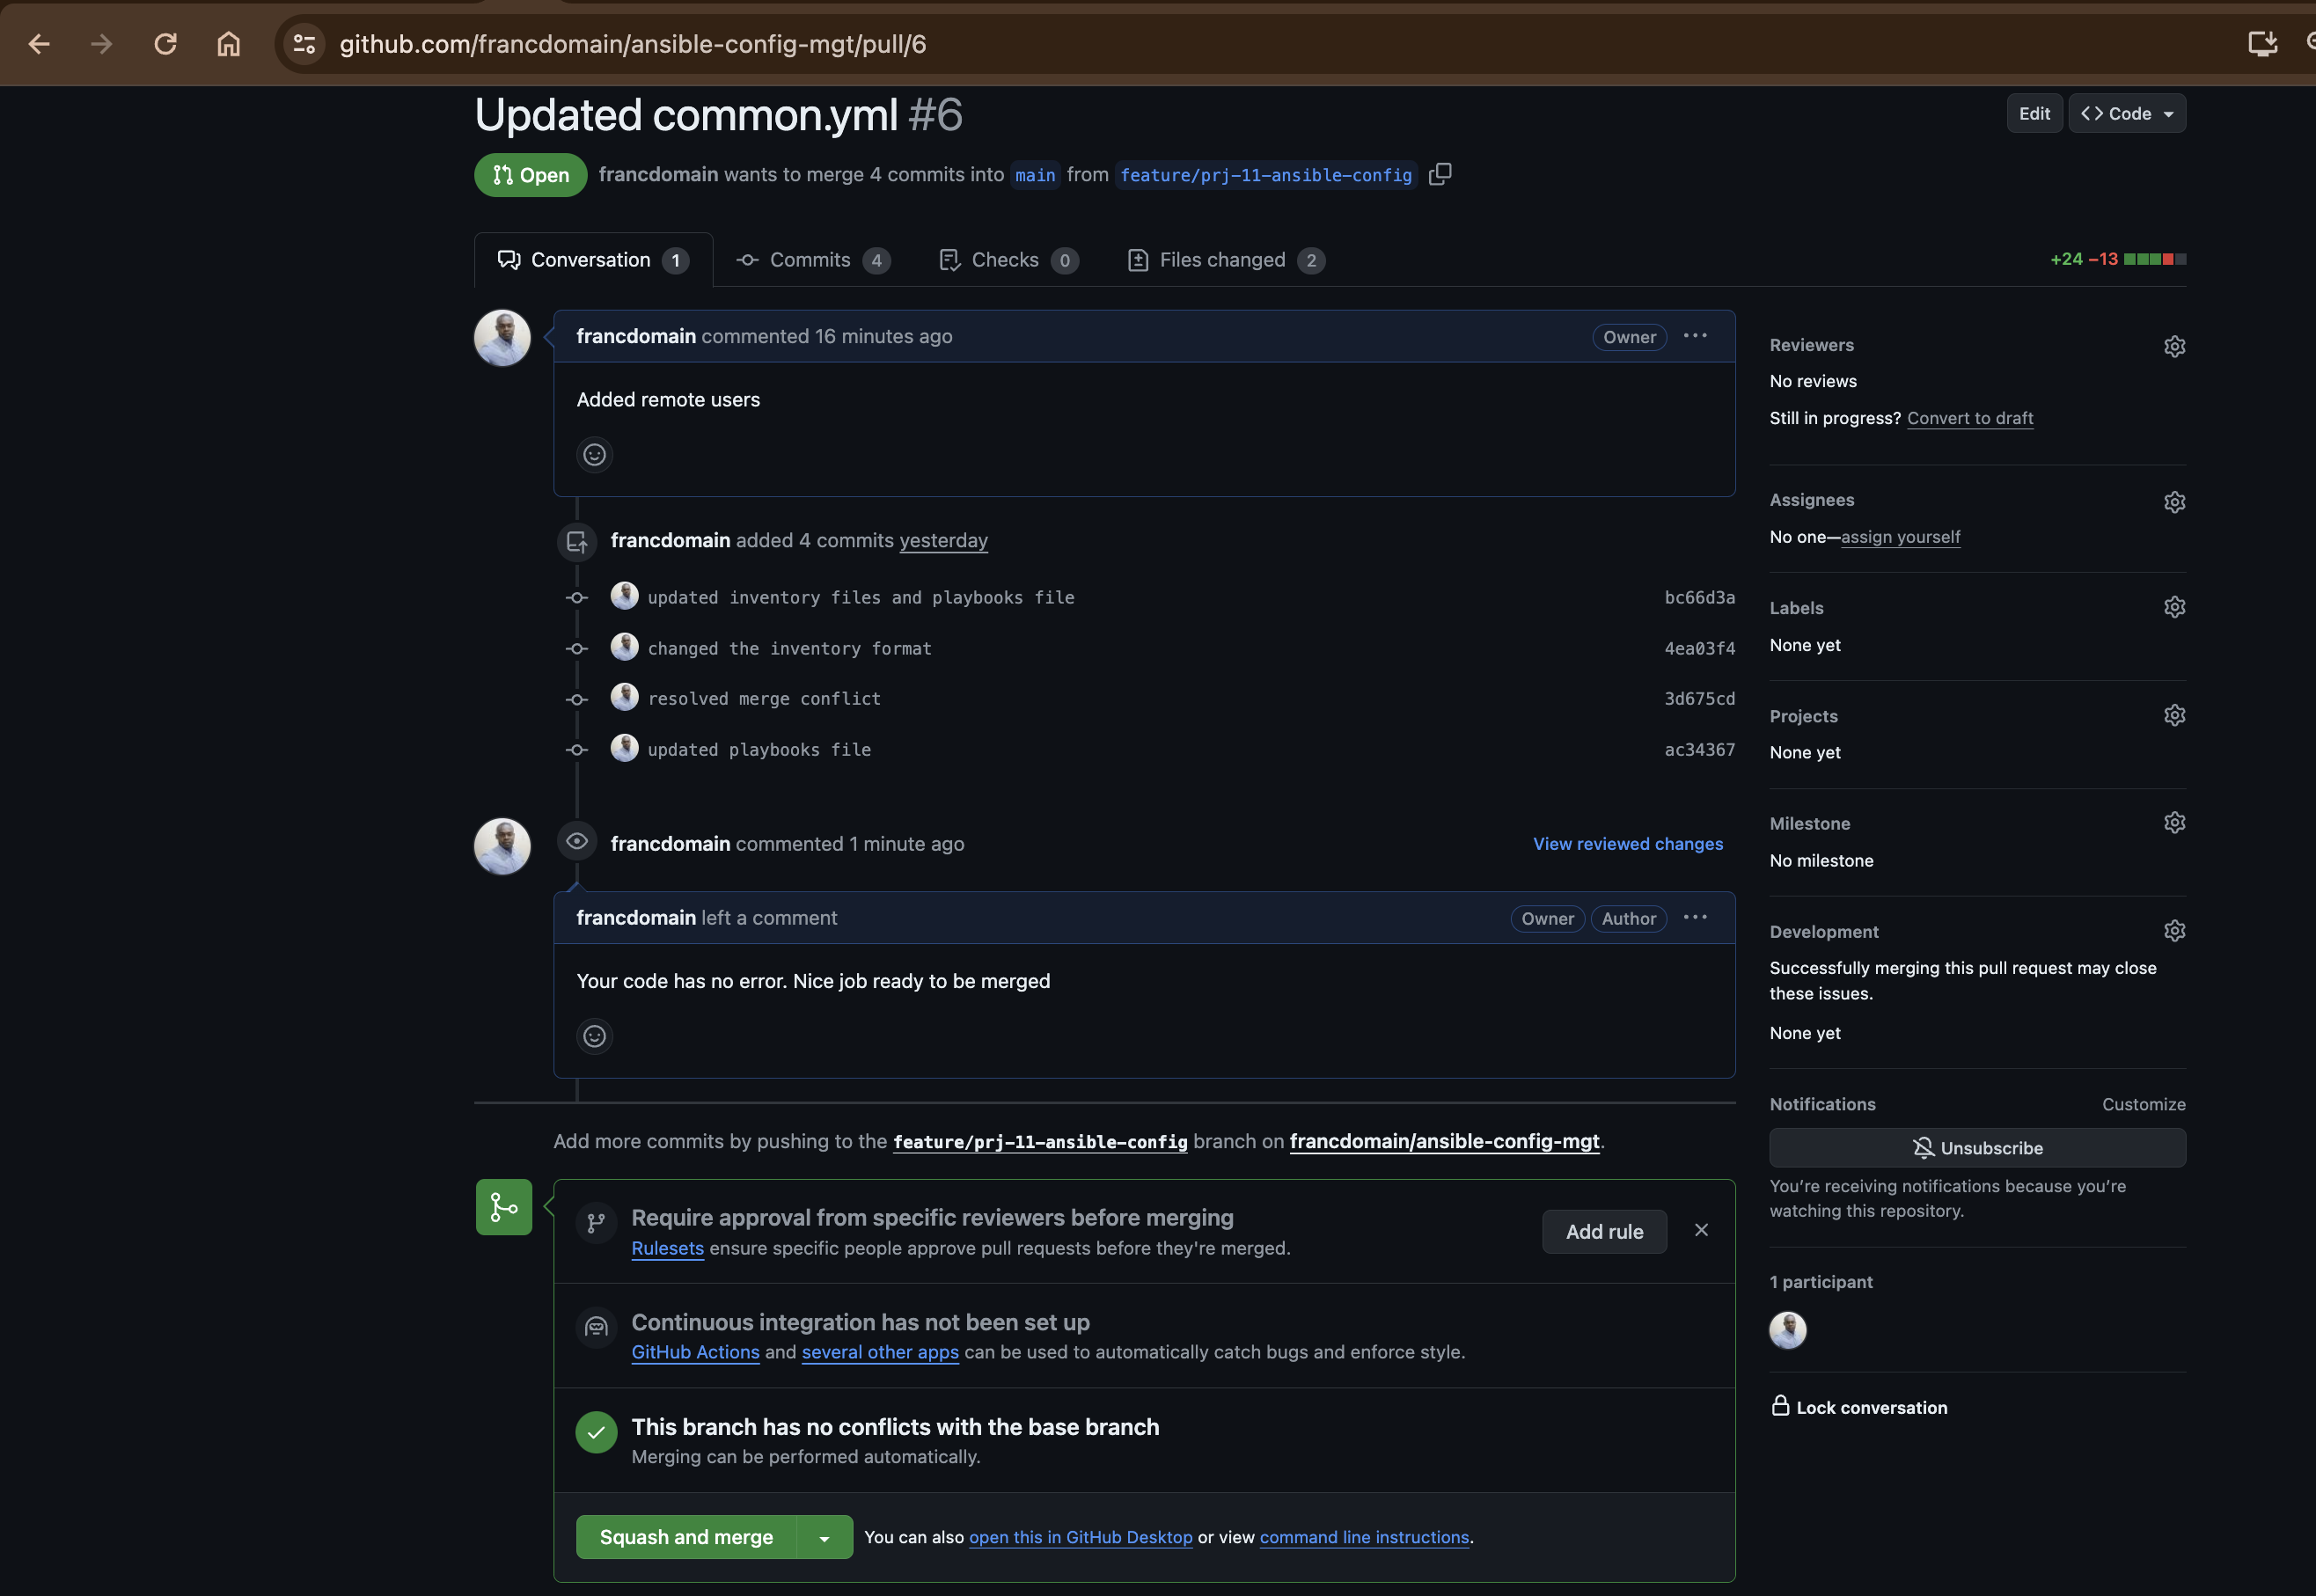 github.com/francdomain/ansible-config-mgt/pull/6
Updated common.yml #6
Edit
Code
Open
francdomain wants to merge 4 commits into main from feature/prj-11-ansible-config
Conversation 1
Commits 4
Checks 0
Files changed 2
+24 −13
francdomain commented 16 minutes ago
Owner
Added remote users
francdomain added 4 commits yesterday
updated inventory files and playbooks file
bc66d3a
changed the inventory format
4ea03f4
resolved merge conflict
3d675cd
updated playbooks file
ac34367
francdomain commented 1 minute ago
View reviewed changes
francdomain left a comment
Owner
Author
Your code has no error. Nice job ready to be merged
Add more commits by pushing to the feature/prj-11-ansible-config branch on francdomain/ansible-config-mgt.
Require approval from specific reviewers before merging
Rulesets ensure specific people approve pull requests before they're merged.
Add rule
Continuous integration has not been set up
GitHub Actions and several other apps can be used to automatically catch bugs and enforce style.
This branch has no conflicts with the base branch
Merging can be performed automatically.
Squash and merge
You can also open this in GitHub Desktop or view command line instructions.
Reviewers
No reviews
Still in progress? Convert to draft
Assignees
No one—assign yourself
Labels
None yet
Projects
None yet
Milestone
No milestone
Development
Successfully merging this pull request may close
these issues.
None yet
Notifications
Customize
Unsubscribe
You’re receiving notifications because you’re
watching this repository.
1 participant
Lock conversation